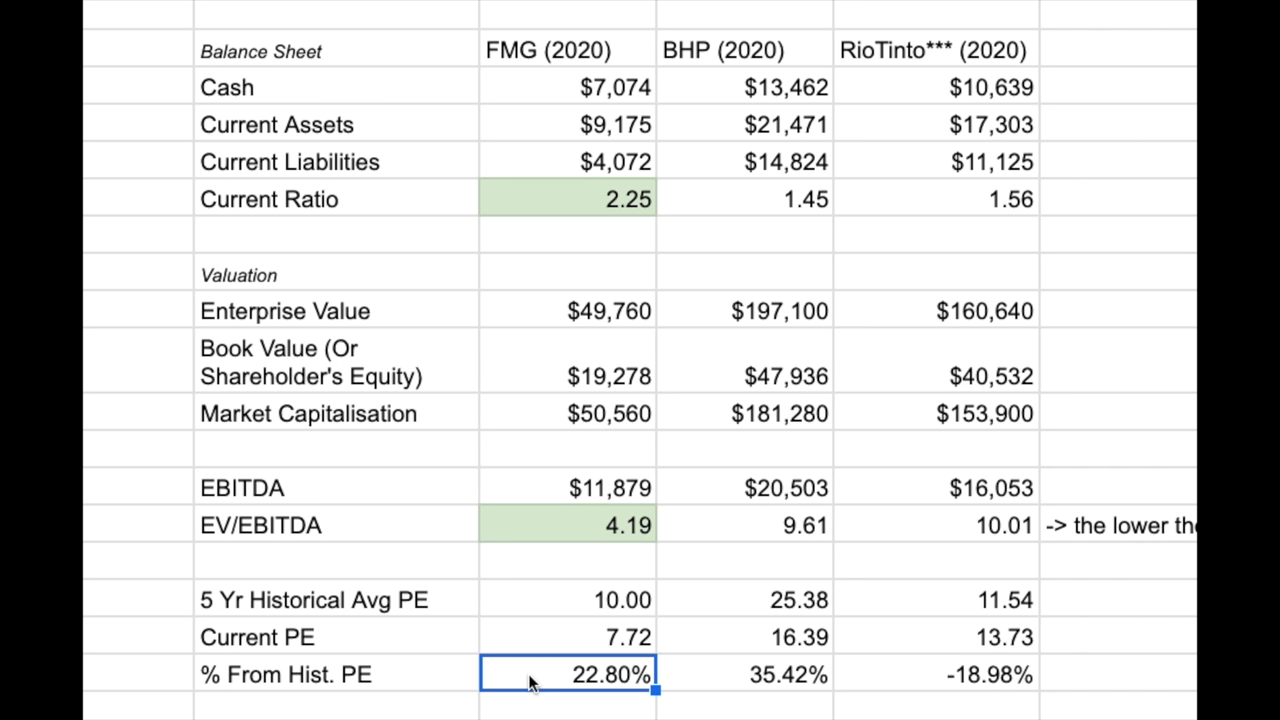 Balance Sheet FMG (2020) BHP (2020) RioTinto*** (2020)
Cash $7,074 $13,462 $10,639
Current Assets $9,175 $21,471 $17,303
Current Liabilities $4,072 $14,824 $11,125
Current Ratio 2.25 1.45 1.56
Valuation
Enterprise Value $49,760 $197,100 $160,640
Book Value (Or
Shareholder's Equity) $19,278 $47,936 $40,532
Market Capitalisation $50,560 $181,280 $153,900
EBITDA $11,879 $20,503 $16,053
EV/EBITDA 4.19 9.61 10.01 -> the lower
5 Yr Historical Avg PE 10.00 25.38 11.54
Current PE 7.72 16.39 13.73
% From Hist. PE 22.80% 35.42% -18.98%